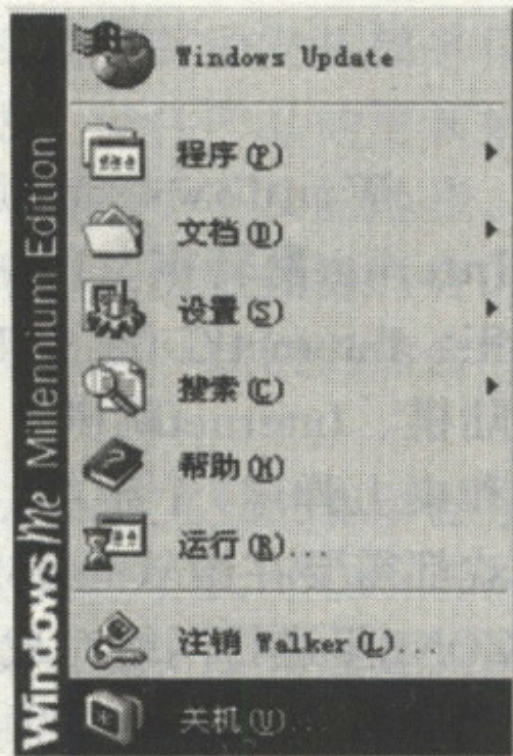 Windows Me Millennium Edition
Windows Update
程序(P)
文档(D)
设置(S)
搜索(C)
帮助(H)
运行(R)...
注销 Walker(L)...
关机(U)...